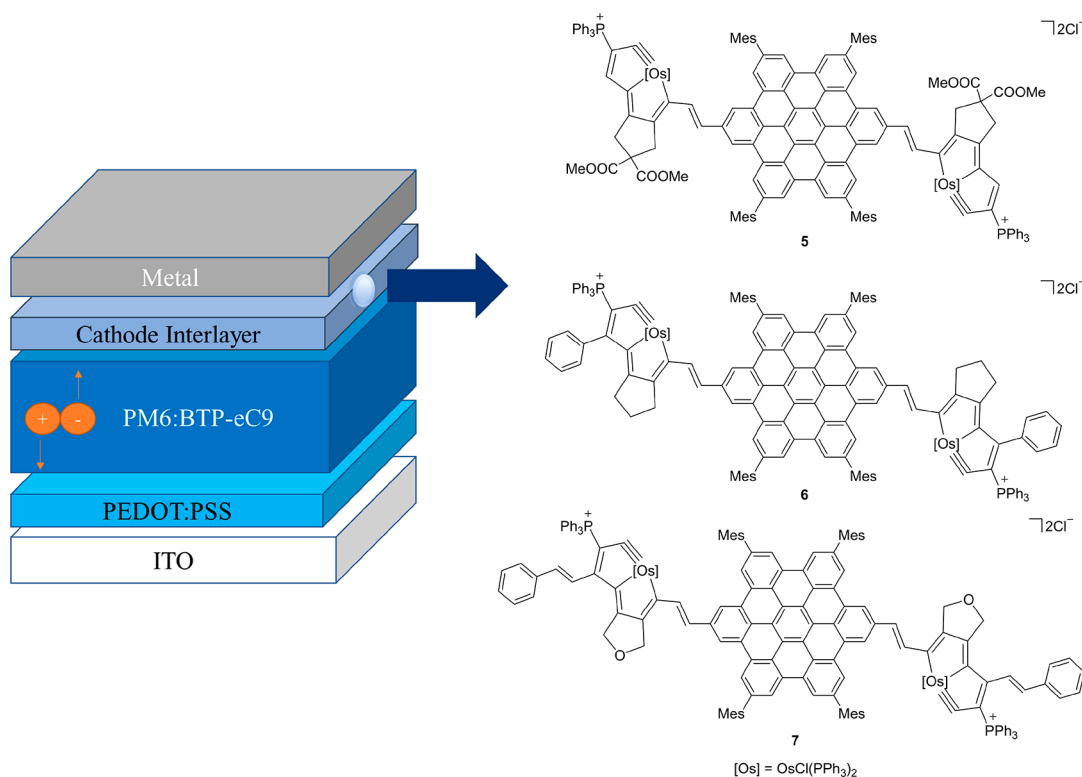 Metal
Cathode Interlayer
+ -
PM6:BTP-eC9
PEDOT:PSS
ITO
+
Ph₃P
[Os]
MeOOC
COOMe
Mes
Mes
Mes
Mes
MeOOC
COOMe
[Os]
+
PPh₃
2Cl⁻
5
+
Ph₃P
[Os]
Mes
Mes
Mes
Mes
[Os]
+
PPh₃
2Cl⁻
6
+
Ph₃P
[Os]
O
Mes
Mes
Mes
Mes
O
[Os]
+
PPh₃
2Cl⁻
7
[Os] = OsCl(PPh₃)₂